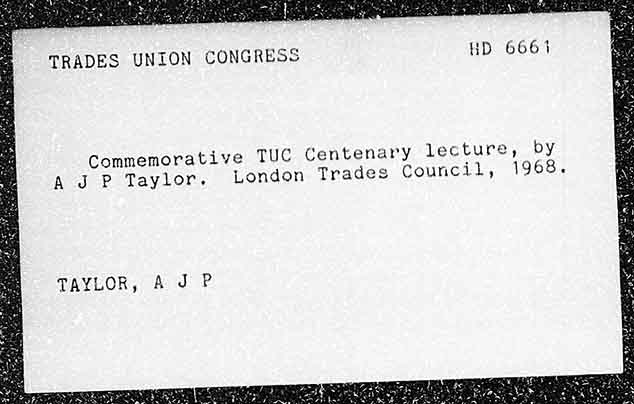 TRADES UNION CONGRESS HD 6661
Commemorative TUC Centenary lecture, by
A J P Taylor. London Trades Council, 1968.
TAYLOR, A J P